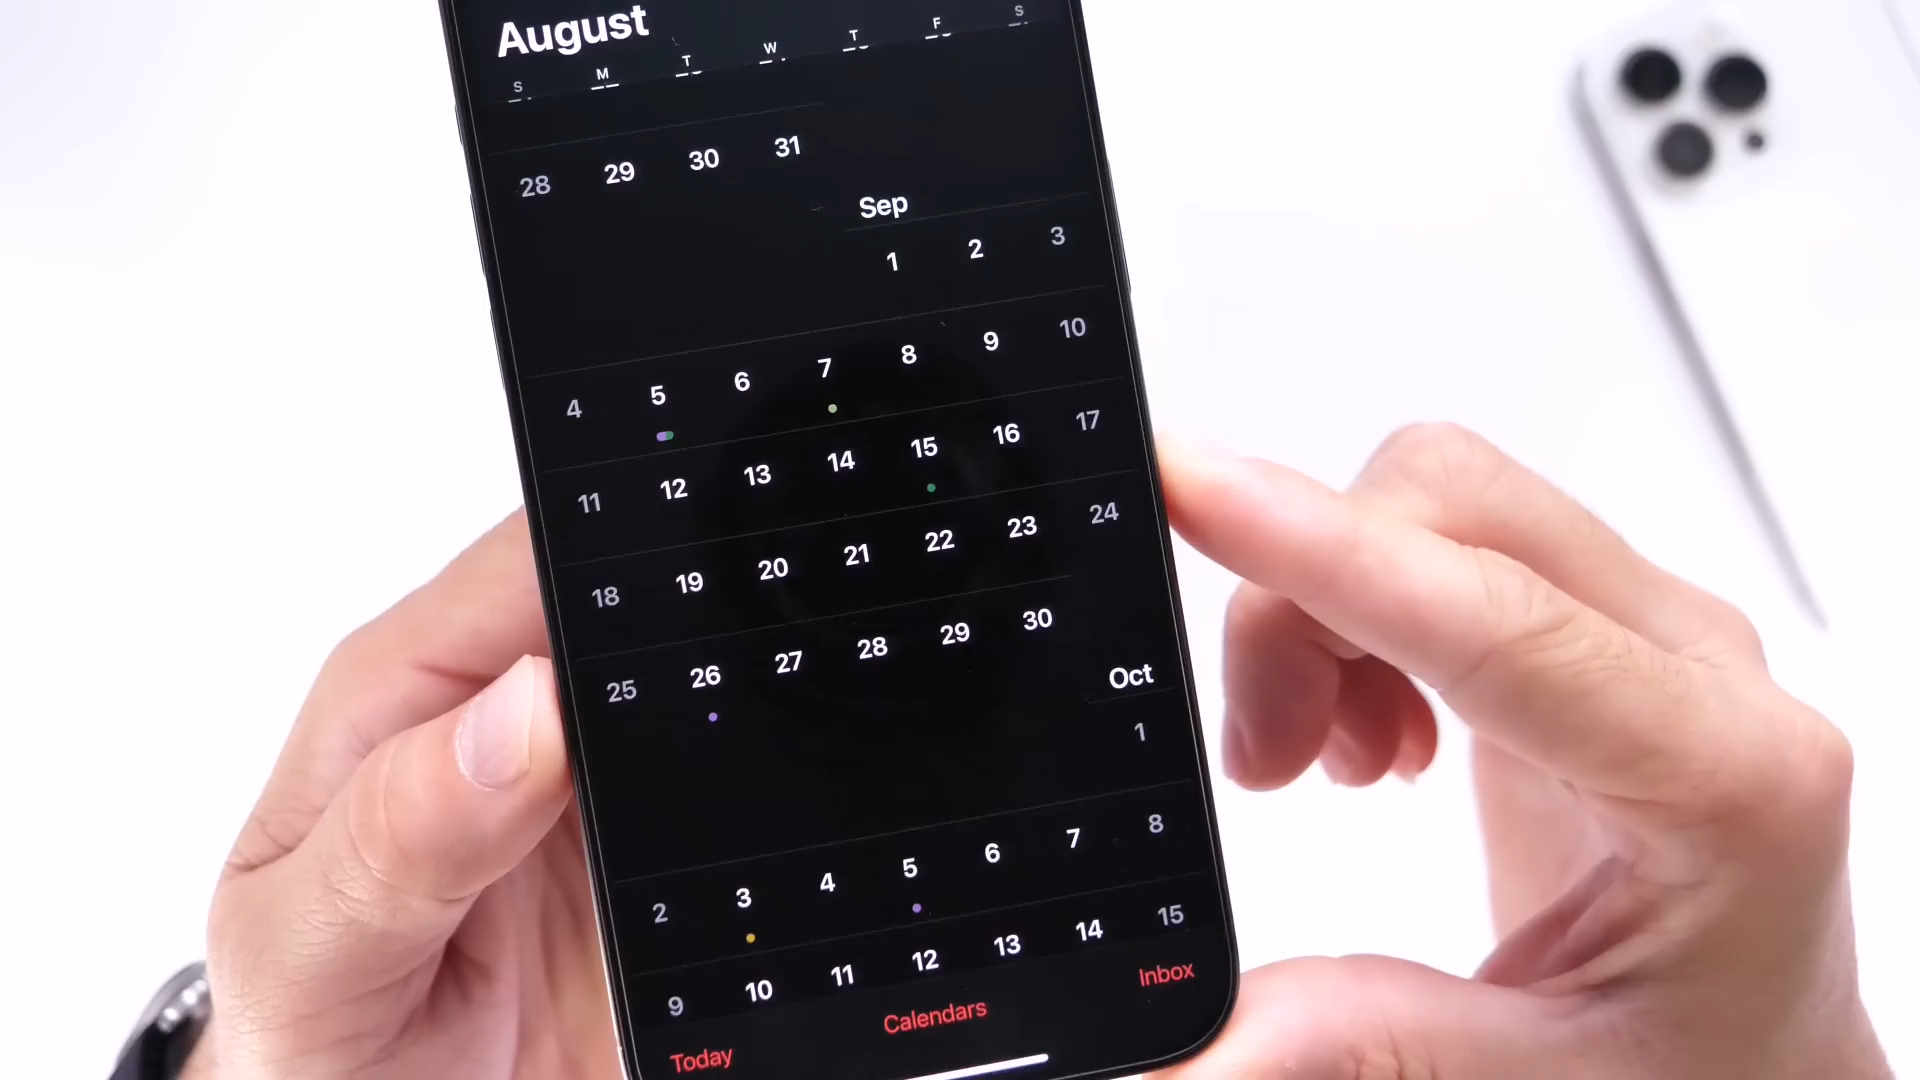 August
S M T W T F S
28 29 30 31
Sep
1 2 3
4 5 6 7 8 9 10
11 12 13 14 15 16 17
18 19 20 21 22 23 24
25 26 27 28 29 30
Oct
1
2 3 4 5 6 7 8
9 10 11 12 13 14 15
Today Calendars Inbox